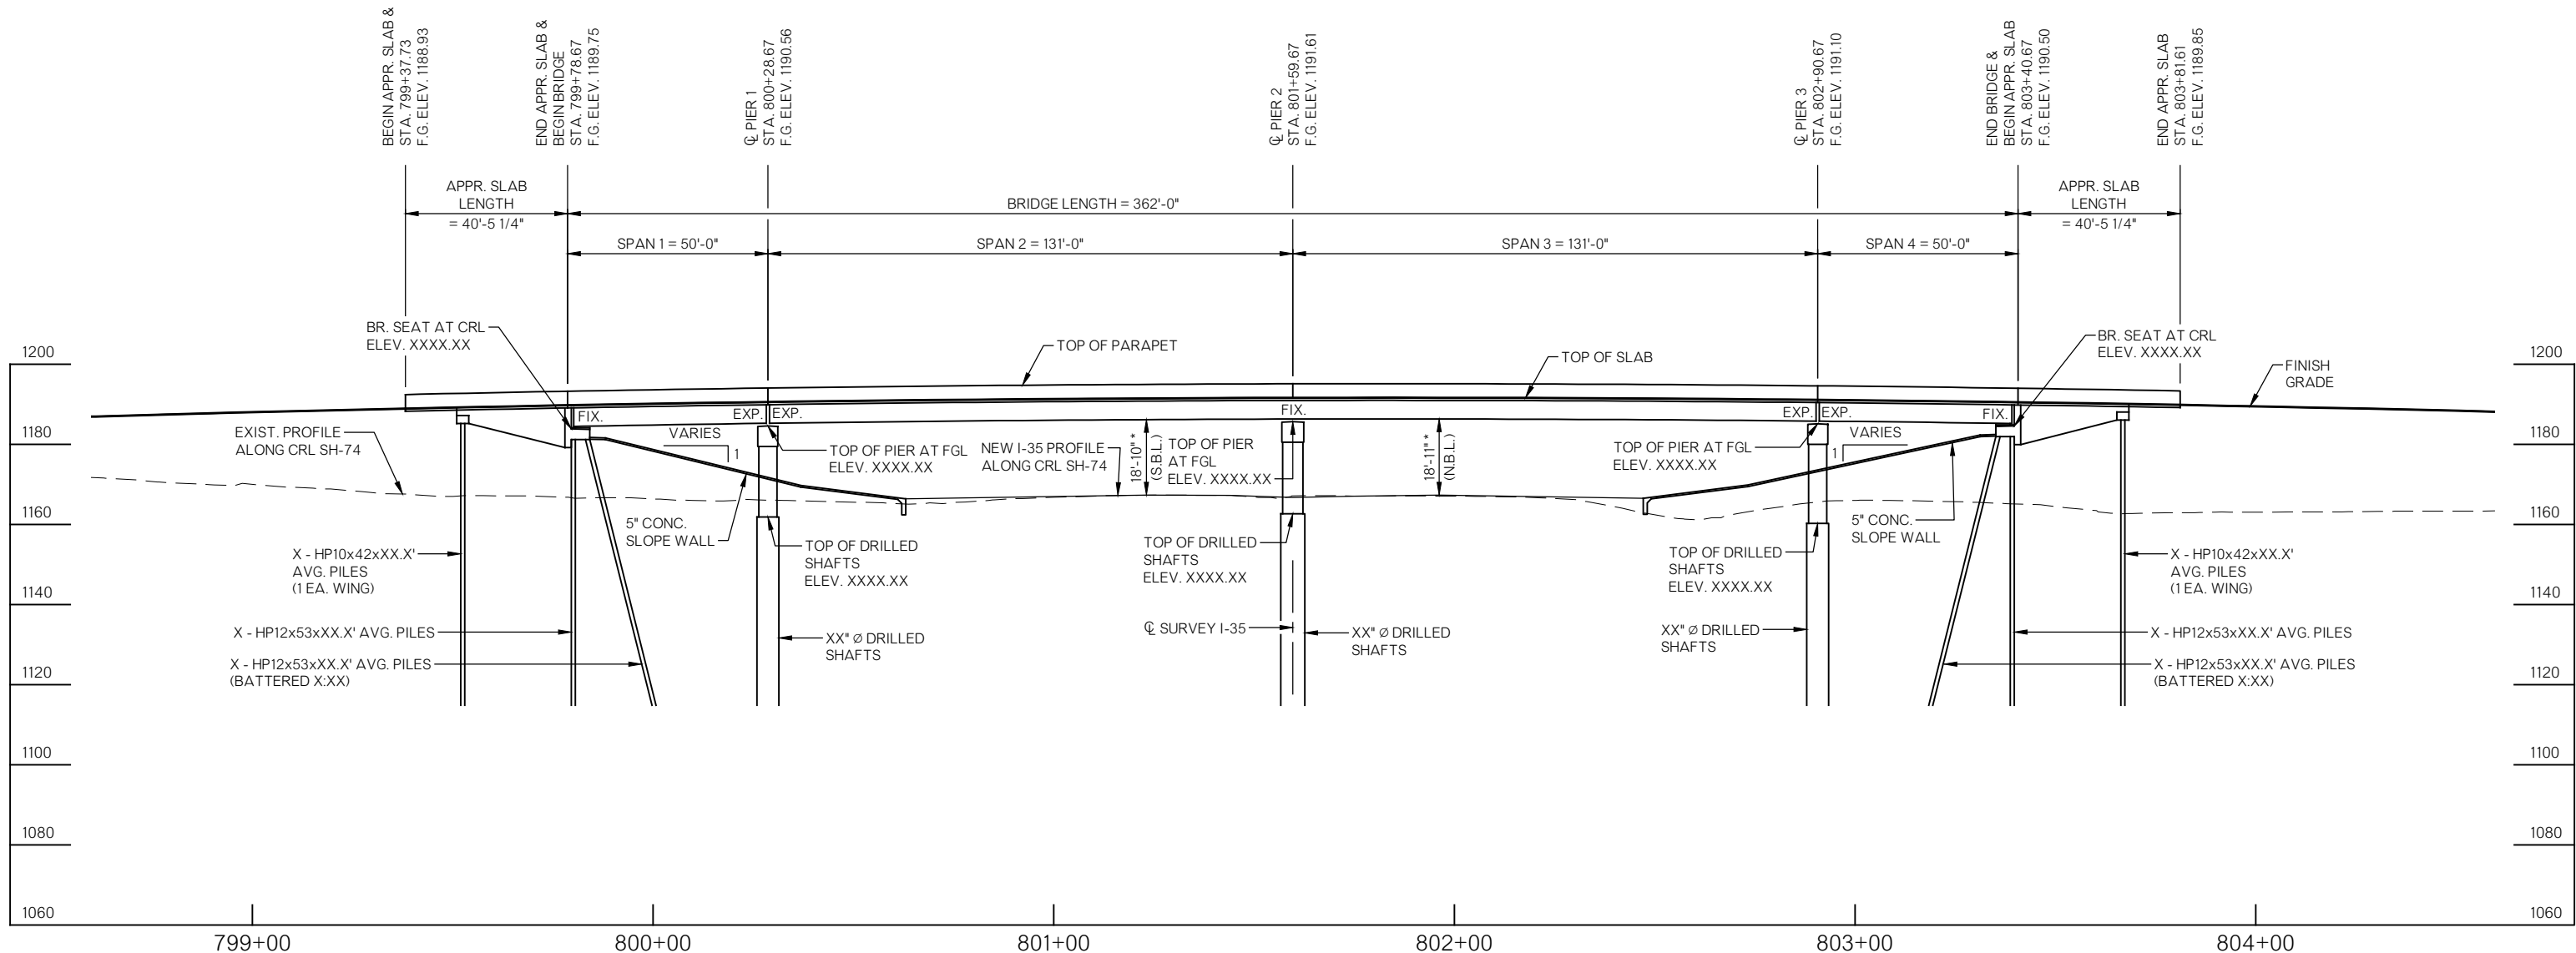 BEGIN APPR. SLAB &
STA. 799+37.73
F.G. ELEV. 1188.93
END APPR. SLAB &
BEGIN BRIDGE
STA. 799+78.67
F.G. ELEV. 1189.75
℄ PIER 1
STA. 800+28.67
F.G. ELEV. 1190.56
℄ PIER 2
STA. 801+59.67
F.G. ELEV. 1191.61
℄ PIER 3
STA. 802+90.67
F.G. ELEV. 1191.10
END BRIDGE &
BEGIN APPR. SLAB
STA. 803+40.67
F.G. ELEV. 1190.50
END APPR. SLAB
STA. 803+81.61
F.G. ELEV. 1189.85
APPR. SLAB
LENGTH
= 40'-5 1/4"
BRIDGE LENGTH = 362'-0"
APPR. SLAB
LENGTH
= 40'-5 1/4"
SPAN 1 = 50'-0"
SPAN 2 = 131'-0"
SPAN 3 = 131'-0"
SPAN 4 = 50'-0"
BR. SEAT AT CRL
ELEV. XXXX.XX
TOP OF PARAPET
TOP OF SLAB
BR. SEAT AT CRL
ELEV. XXXX.XX
FINISH
GRADE
1200
1200
FIX.
EXP.
EXP.
FIX.
EXP.
EXP.
FIX.
EXIST. PROFILE
ALONG CRL SH-74
VARIES
1
TOP OF PIER AT FGL
ELEV. XXXX.XX
NEW I-35 PROFILE
ALONG CRL SH-74
18'-10" *
(S.B.L.)
TOP OF PIER
AT FGL
ELEV. XXXX.XX
18'-11" *
(N.B.L.)
TOP OF PIER AT FGL
ELEV. XXXX.XX
VARIES
1
1180
1180
5" CONC.
SLOPE WALL
5" CONC.
SLOPE WALL
1160
1160
X - HP10x42xXX.X'
AVG. PILES
(1 EA. WING)
TOP OF DRILLED
SHAFTS
ELEV. XXXX.XX
TOP OF DRILLED
SHAFTS
ELEV. XXXX.XX
TOP OF DRILLED
SHAFTS
ELEV. XXXX.XX
X - HP10x42xXX.X'
AVG. PILES
(1 EA. WING)
1140
1140
X - HP12x53xXX.X' AVG. PILES
X - HP12x53xXX.X' AVG. PILES
(BATTERED X:XX)
XX" Ø DRILLED
SHAFTS
℄ SURVEY I-35
XX" Ø DRILLED
SHAFTS
XX" Ø DRILLED
SHAFTS
X - HP12x53xXX.X' AVG. PILES
X - HP12x53xXX.X' AVG. PILES
(BATTERED X:XX)
1120
1120
1100
1100
1080
1080
1060
1060
799+00
800+00
801+00
802+00
803+00
804+00